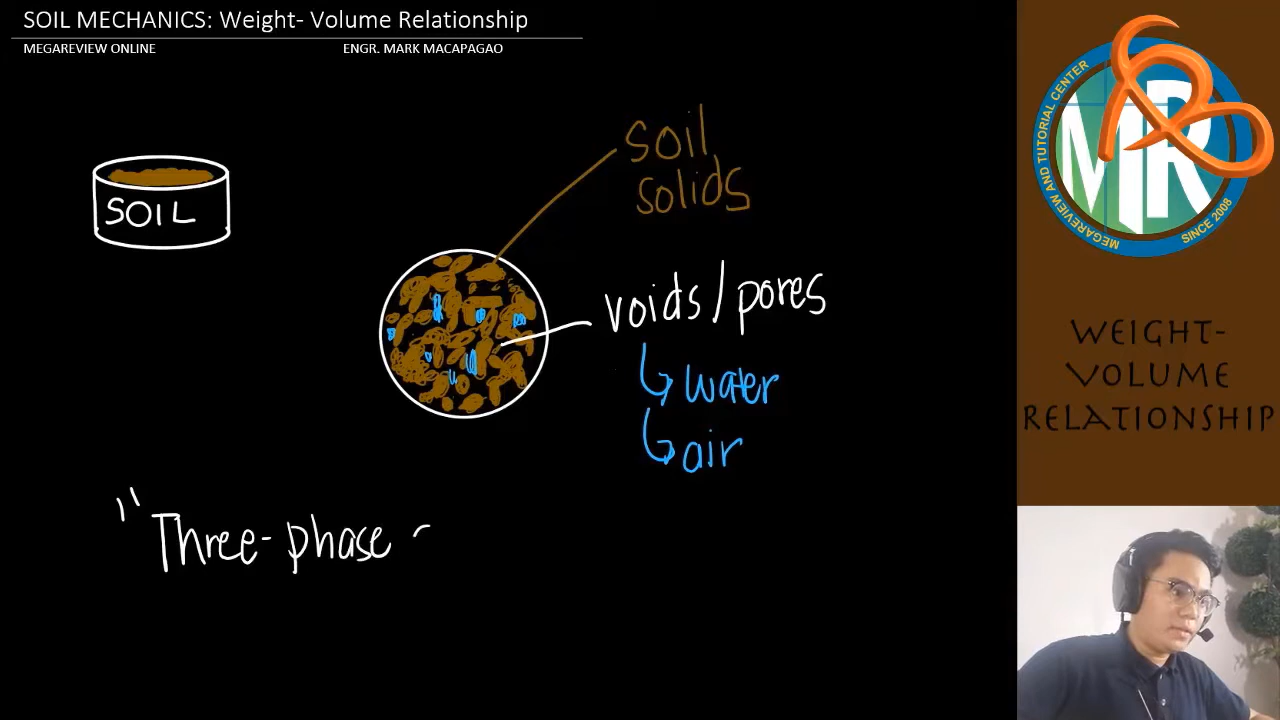 SOIL MECHANICS: Weight- Volume Relationship
MEGAREVIEW ONLINE
ENGR. MARK MACAPAGAO
SOIL
soil
solids
voids/pores
water
air
"Three-phase
MR
MEGAREVIEW AND TUTORIAL CENTER
SINCE 2008
WEIGHT-
VOLUME
RELATIONSHIP